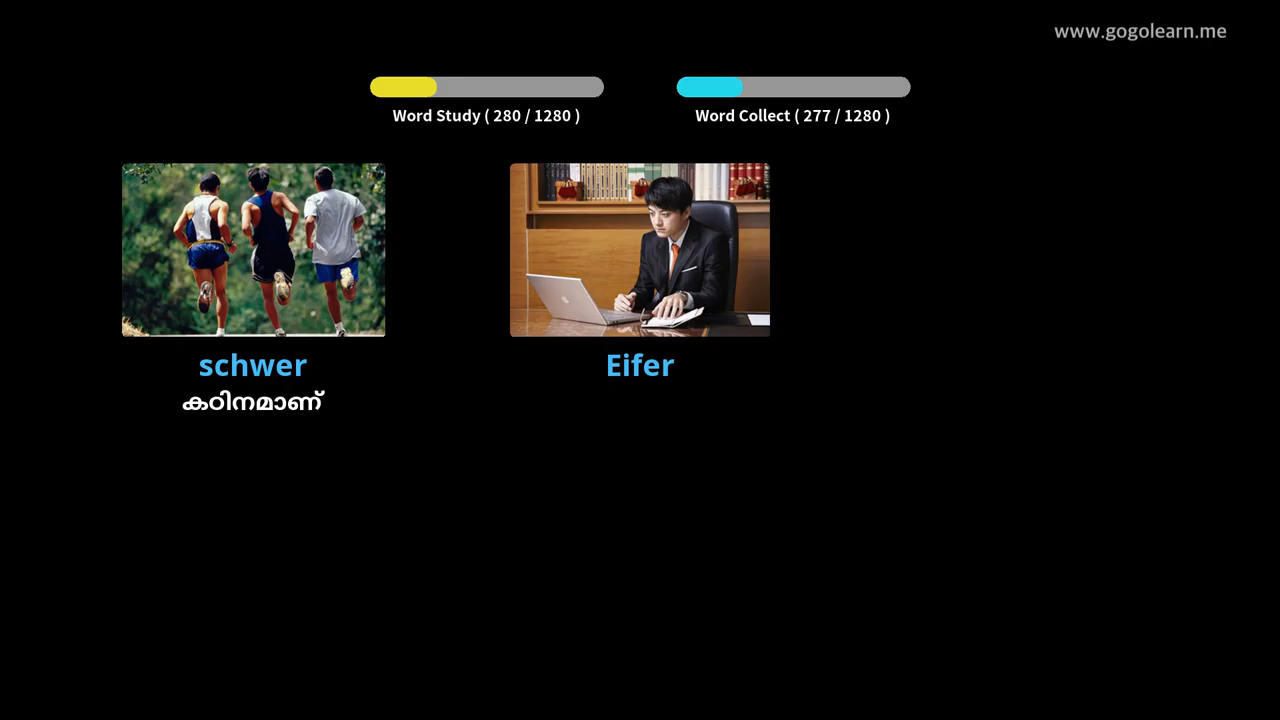 www.gogolearn.me
Word Study ( 280 / 1280 )
Word Collect ( 277 / 1280 )
schwer
Eifer
കഠിനമാണ്